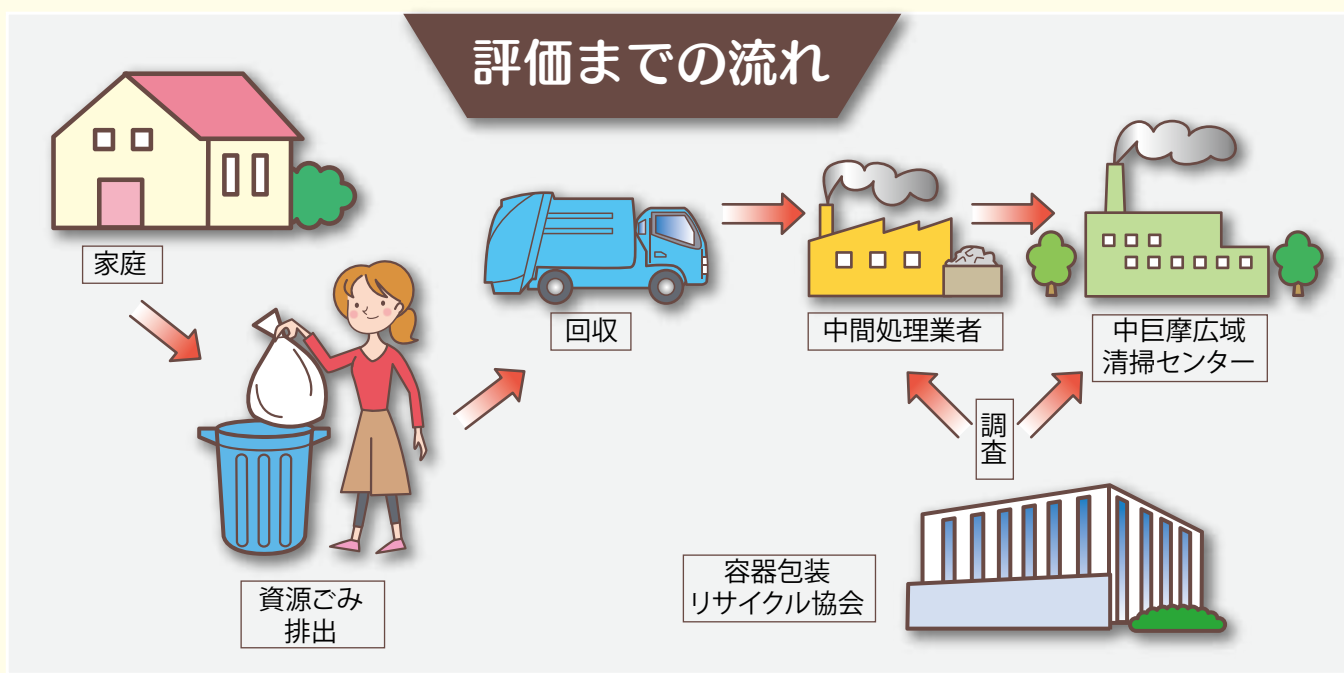 評価までの流れ
家庭
資源ごみ
排出
回収
中間処理業者
中巨摩広域
清掃センター
調査
容器包装
リサイクル協会